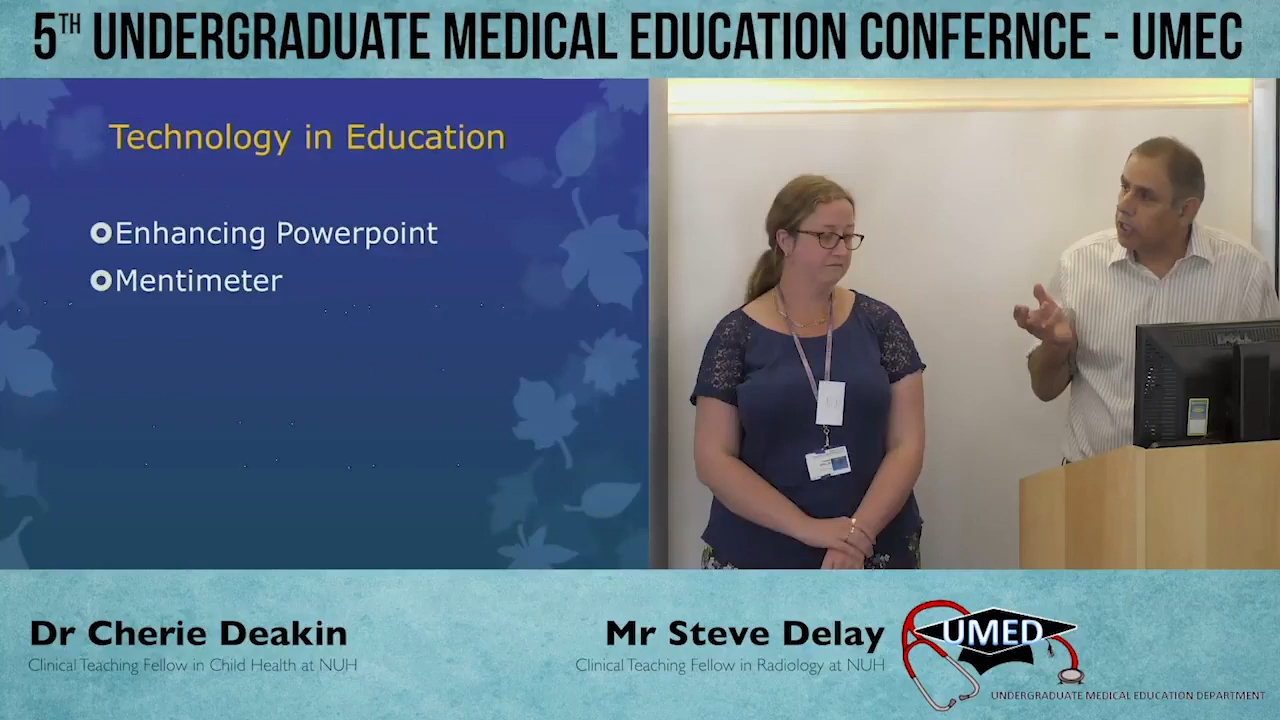 5TH UNDERGRADUATE MEDICAL EDUCATION CONFERNCE - UMEC
Technology in Education
Enhancing Powerpoint
Mentimeter
DELL
Dr Cherie Deakin
Clinical Teaching Fellow in Child Health at NUH
Mr Steve Delay
Clinical Teaching Fellow in Radiology at NUH
UMED
UNDERGRADUATE MEDICAL EDUCATION DEPARTMENT